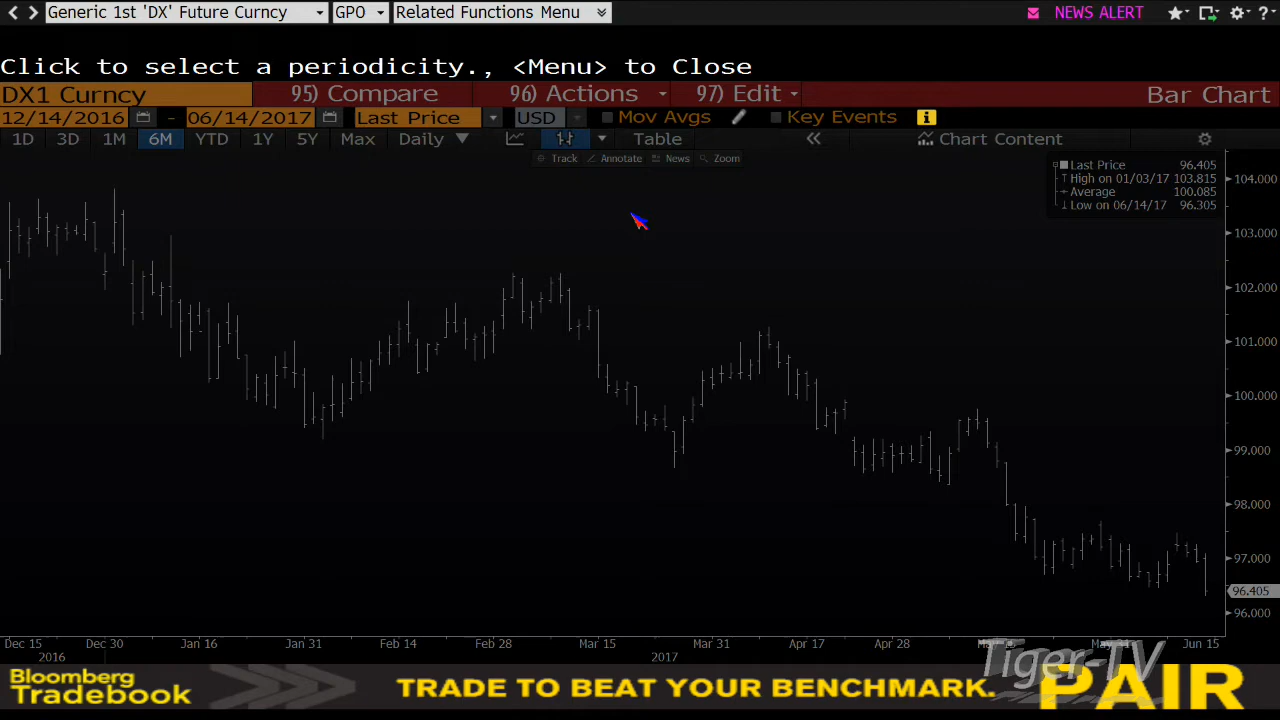 Generic 1st 'DX' Future Curncy GPO Related Functions Menu NEWS ALERT ?
Click to select a periodicity., <Menu> to Close
DX1 Curncy 95) Compare 96) Actions 97) Edit Bar Chart
12/14/2016 - 06/14/2017 Last Price USD Mov Avgs Key Events i
1D 3D 1M 6M YTD 1Y 5Y Max Daily Table « Chart Content
Track Annotate News Zoom
Last Price 96.405
High on 01/03/17 103.815
Average 100.085
Low on 06/14/17 96.305
104.000
103.000
102.000
101.000
100.000
99.000
98.000
97.000
96.405
96.000
Dec 15 Dec 30 Jan 16 Jan 31 Feb 14 Feb 28 Mar 15 Mar 31 Apr 17 Apr 28 Jun 15
2016 2017
Tiger-TV
Bloomberg
Tradebook
TRADE TO BEAT YOUR BENCHMARK.
PAIR